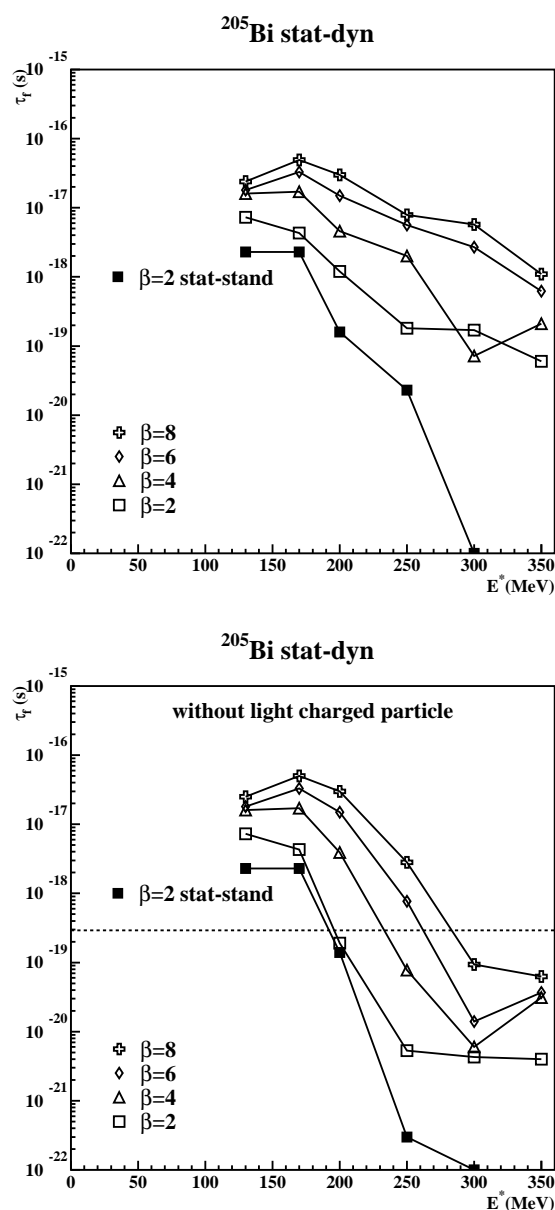 ²⁰⁵Bi stat-dyn
τf (s)
10 -15
10 -16
10 -17
10 -18
10 -19
10 -20
10 -21
10 -22
β=2 stat-stand
β=8
β=6
β=4
β=2
0 50 100 150 200 250 300 350
E*(MeV)
²⁰⁵Bi stat-dyn
τf (s)
without light charged particle
10 -15
10 -16
10 -17
10 -18
10 -19
10 -20
10 -21
10 -22
β=2 stat-stand
β=8
β=6
β=4
β=2
0 50 100 150 200 250 300 350
E*(MeV)